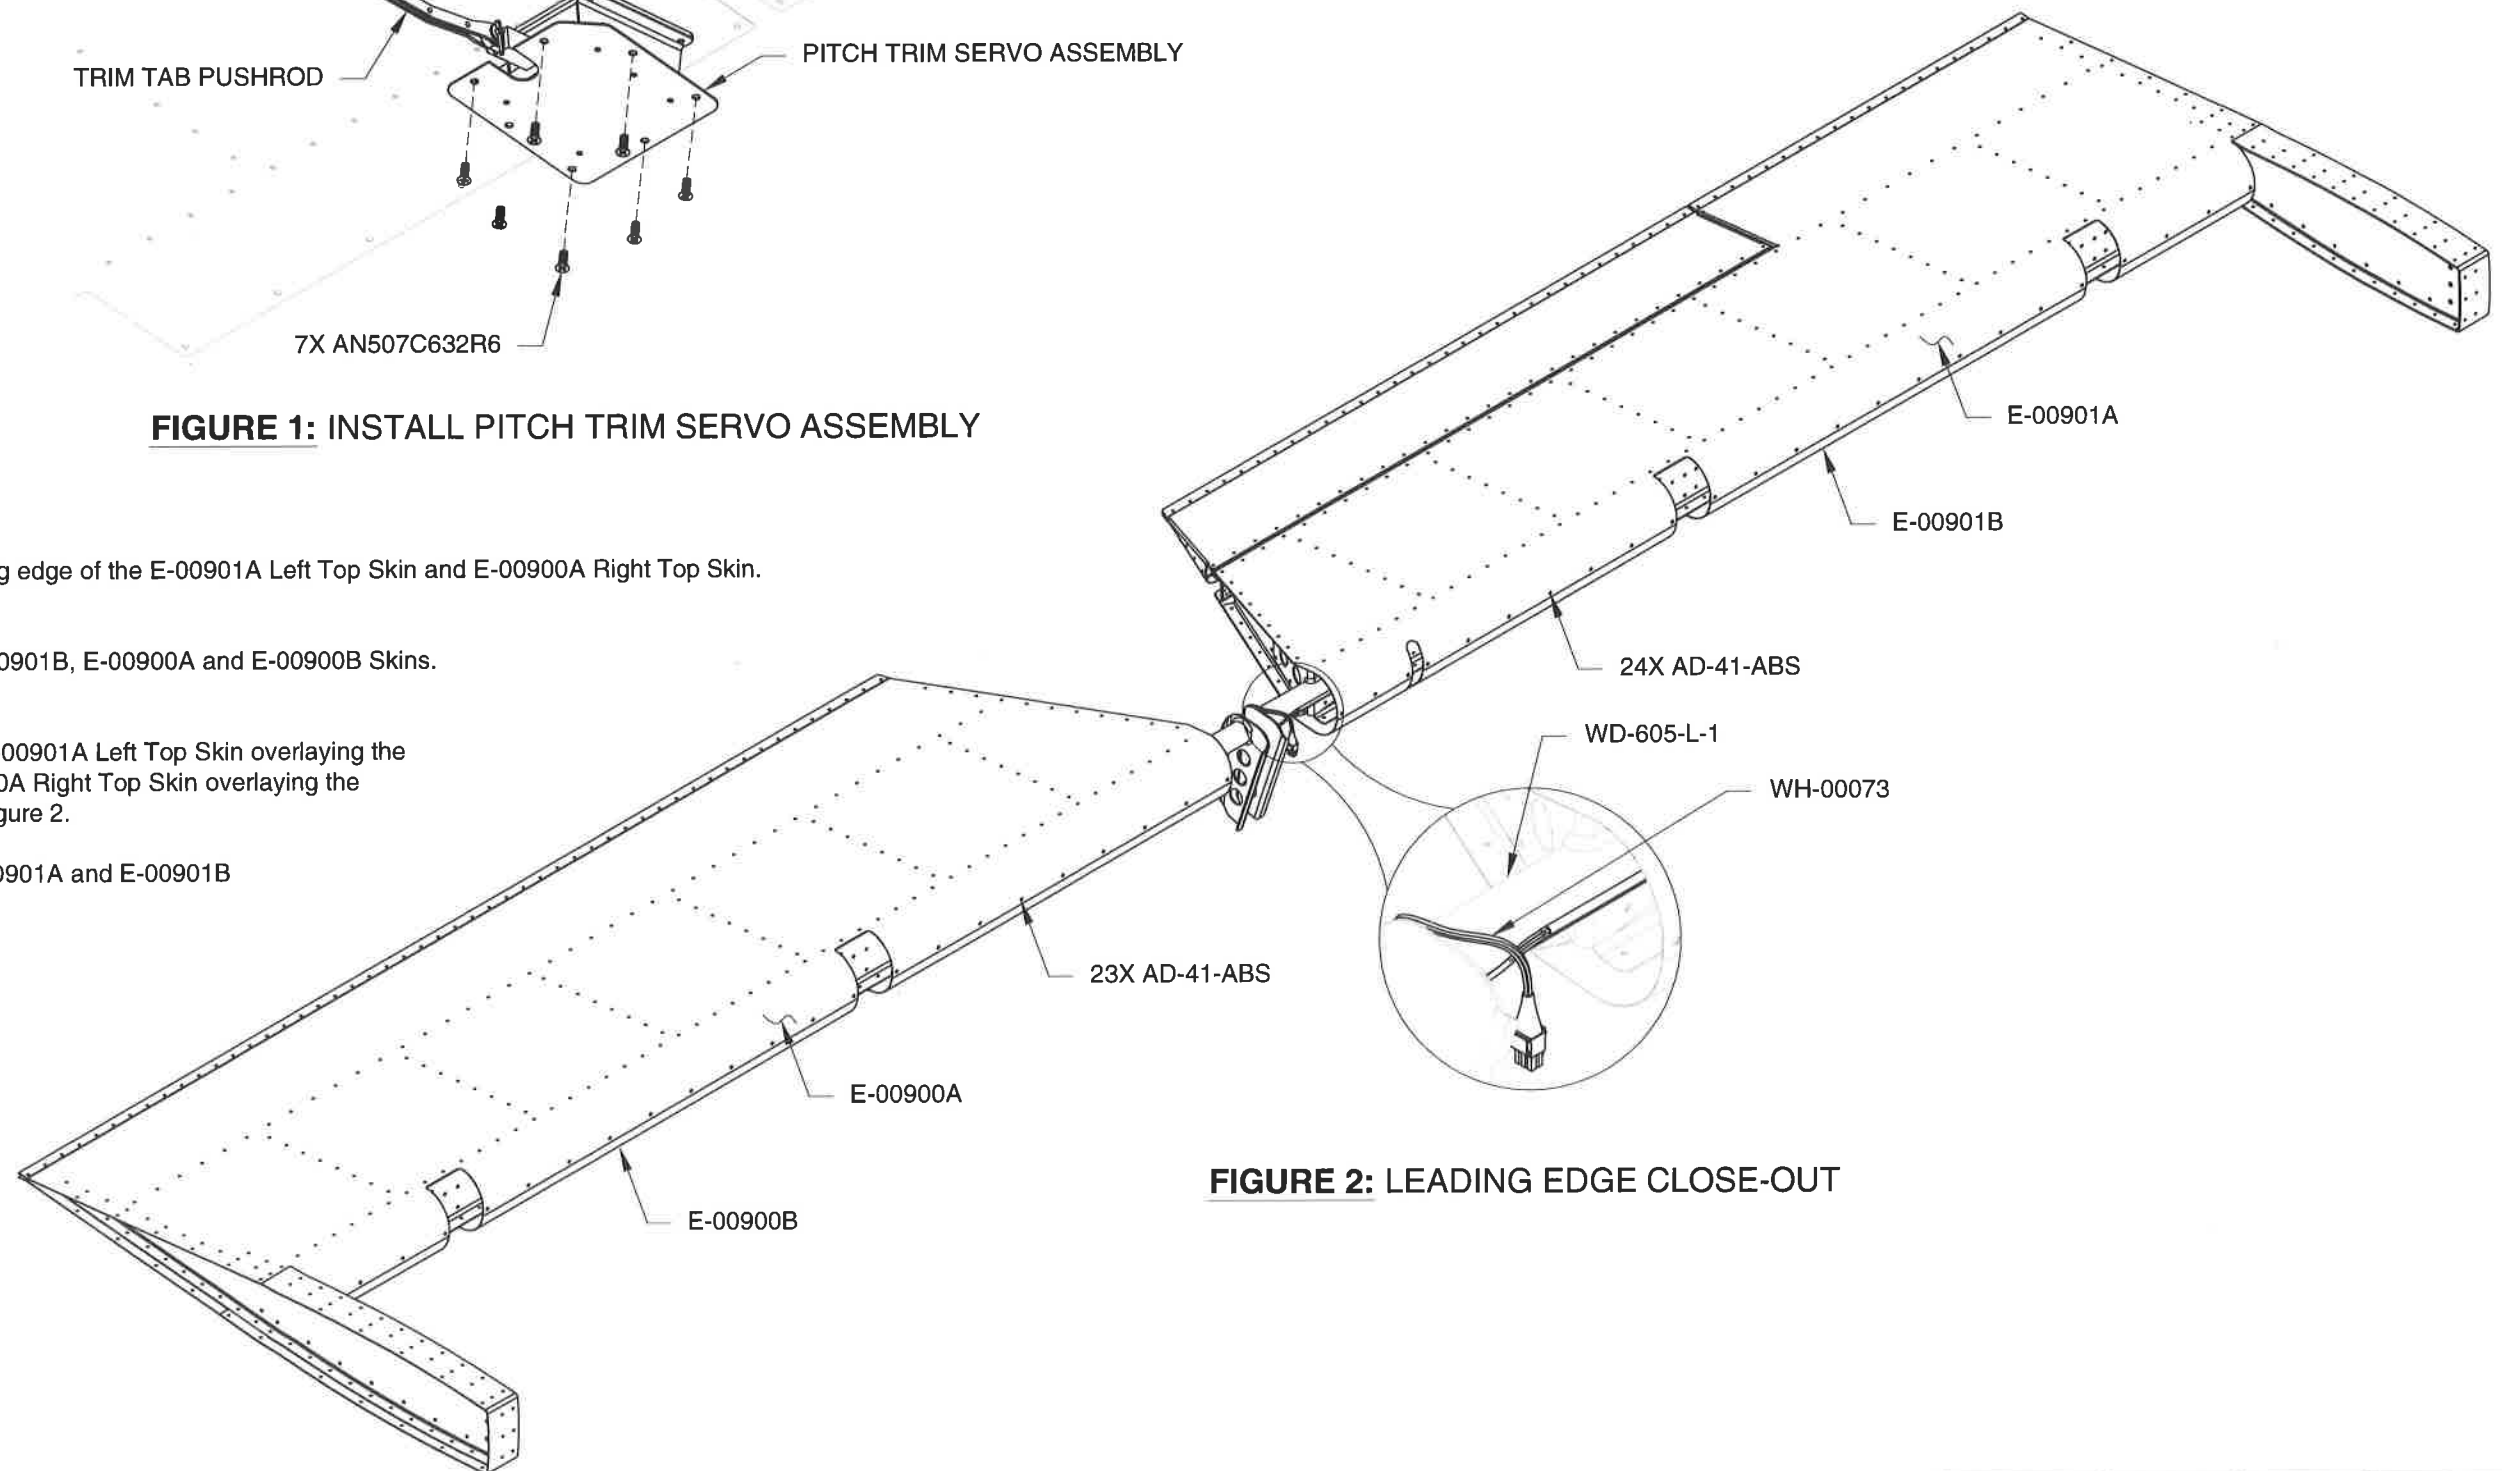 TRIM TAB PUSHROD
PITCH TRIM SERVO ASSEMBLY
7X AN507C632R6
FIGURE 1: INSTALL PITCH TRIM SERVO ASSEMBLY
g edge of the E-00901A Left Top Skin and E-00900A Right Top Skin.
0901B, E-00900A and E-00900B Skins.
00901A Left Top Skin overlaying the
0A Right Top Skin overlaying the
gure 2.
0901A and E-00901B
E-00901A
E-00901B
24X AD-41-ABS
WD-605-L-1
WH-00073
23X AD-41-ABS
E-00900A
E-00900B
FIGURE 2: LEADING EDGE CLOSE-OUT